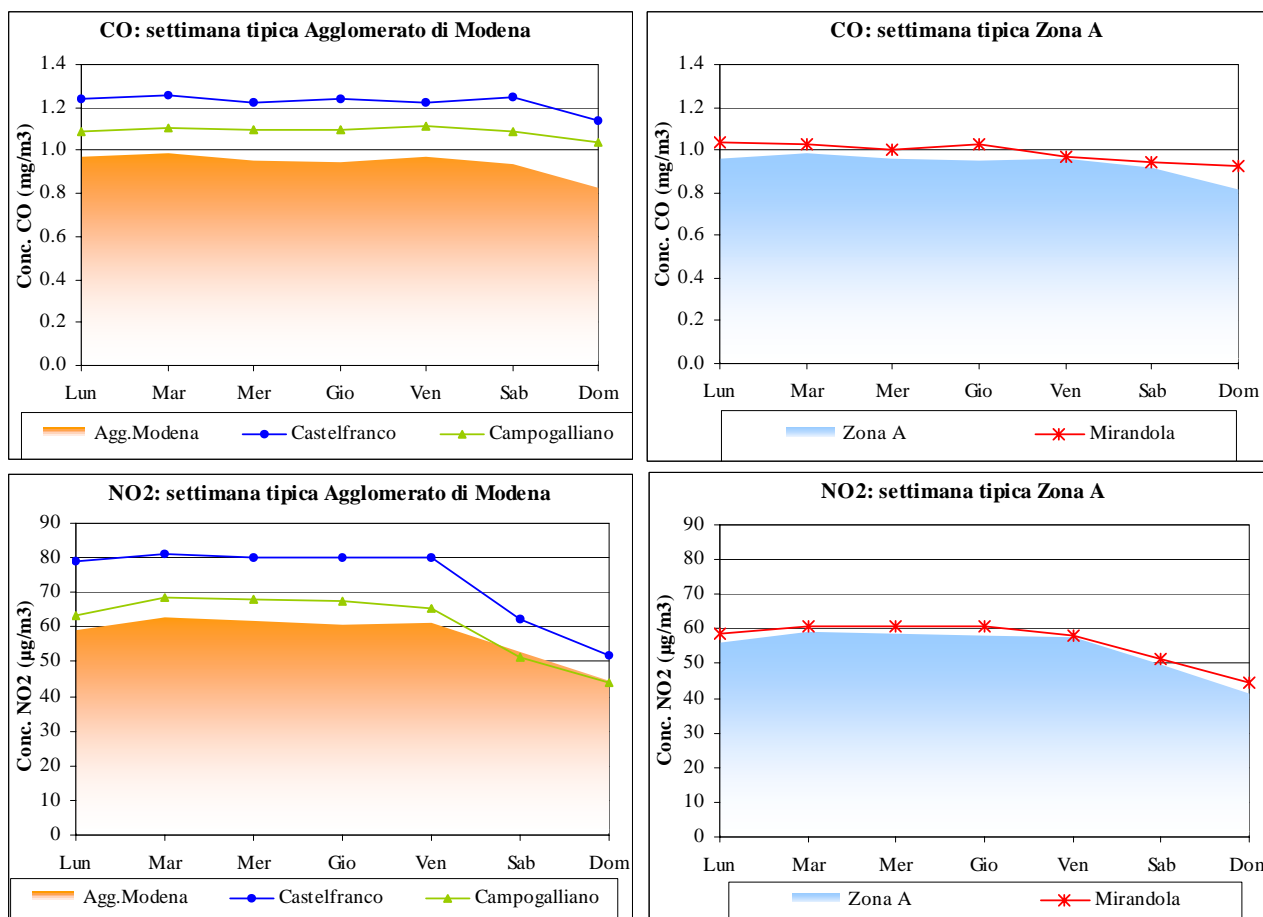 CO: settimana tipica Agglomerato di Modena
1.4
1.2
1.0
0.8
0.6
0.4
0.2
0.0
Conc. CO (mg/m3)
Lun Mar Mer Gio Ven Sab Dom
Agg.Modena Castelfranco Campogalliano
CO: settimana tipica Zona A
1.4
1.2
1.0
0.8
0.6
0.4
0.2
0.0
Conc. CO (mg/m3)
Lun Mar Mer Gio Ven Sab Dom
Zona A Mirandola
NO2: settimana tipica Agglomerato di Modena
90
80
70
60
50
40
30
20
10
0
Conc. NO2 (µg/m3)
Lun Mar Mer Gio Ven Sab Dom
Agg.Modena Castelfranco Campogalliano
NO2: settimana tipica Zona A
90
80
70
60
50
40
30
20
10
0
Conc. NO2 (µg/m3)
Lun Mar Mer Gio Ven Sab Dom
Zona A Mirandola